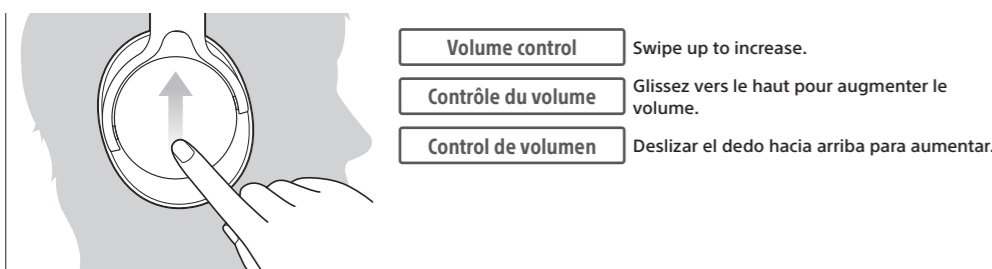 Volume control
Swipe up to increase.
Contrôle du volume
Glissez vers le haut pour augmenter le
volume.
Control de volumen
Deslizar el dedo hacia arriba para aumentar.